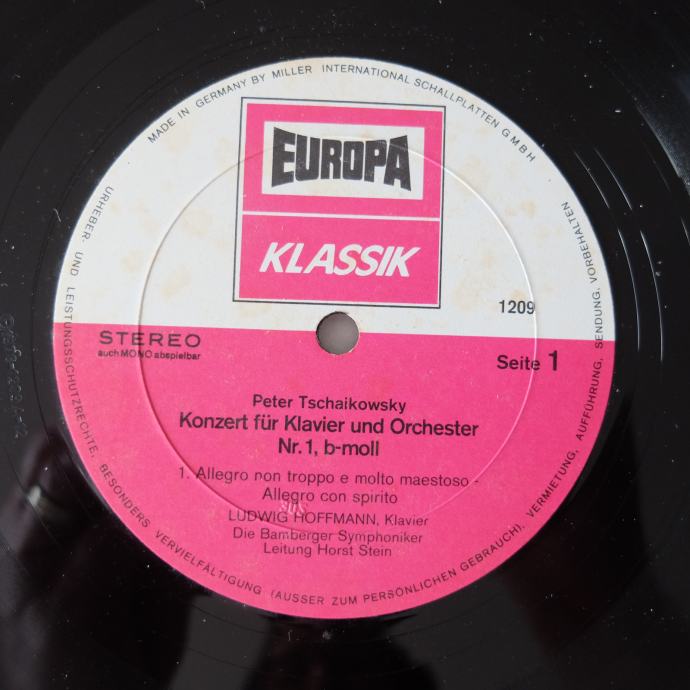 MADE IN GERMANY BY MILLER INTERNATIONAL SCHALLPLATTEN GMBH
EUROPA
KLASSIK
1209
STEREO
auch MONO abspielbar
Seite 1
Peter Tschaikowsky
Konzert für Klavier und Orchester
Nr. 1, b-moll
1. Allegro non troppo e molto maestoso -
Allegro con spirito
LUDWIG HOFFMANN, Klavier
Die Bamberger Symphoniker
Leitung Horst Stein
URHEBER- UND LEISTUNGSSCHUTZRECHTE, BESONDERS VERVIELFÄLTIGUNG (AUSSER ZUM PERSÖNLICHEN GEBRAUCH), VERMIETUNG, AUFFÜHRUNG, SENDUNG, VORBEHALTEN